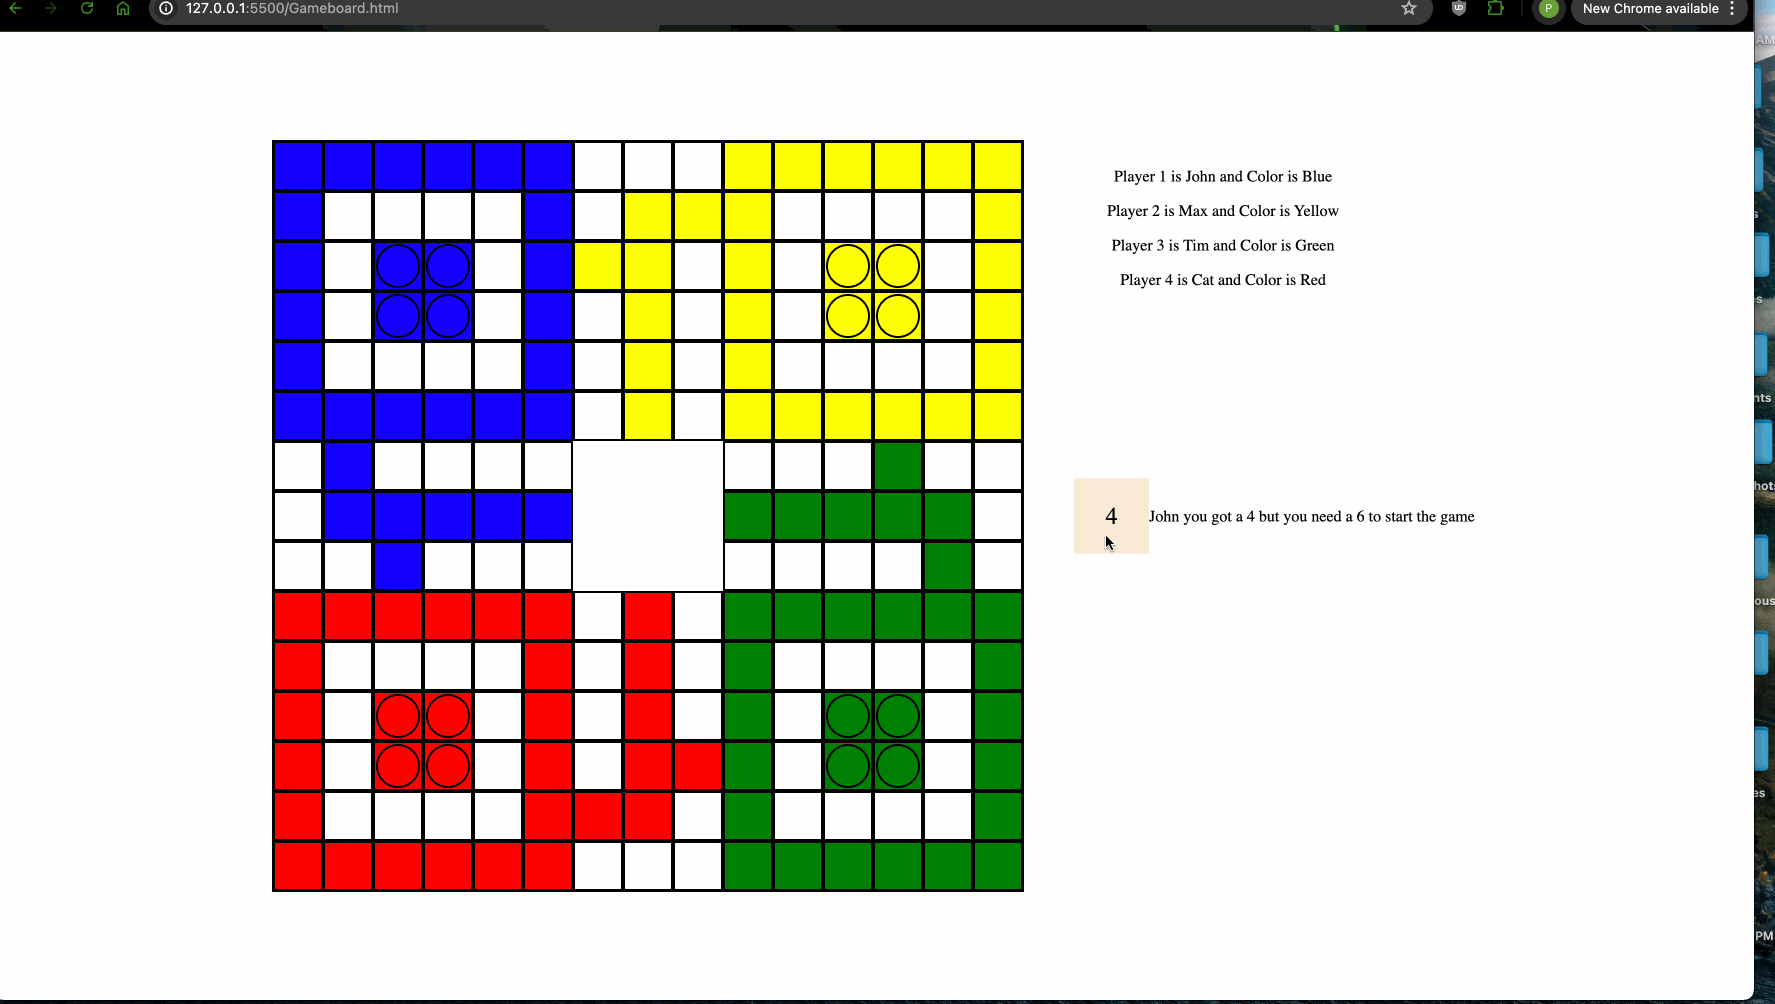 127.0.0.1:5500/Gameboard.html
P
New Chrome available
AM
Player 1 is John and Color is Blue
Player 2 is Max and Color is Yellow
Player 3 is Tim and Color is Green
Player 4 is Cat and Color is Red
4
John you got a 4 but you need a 6 to start the game
PM